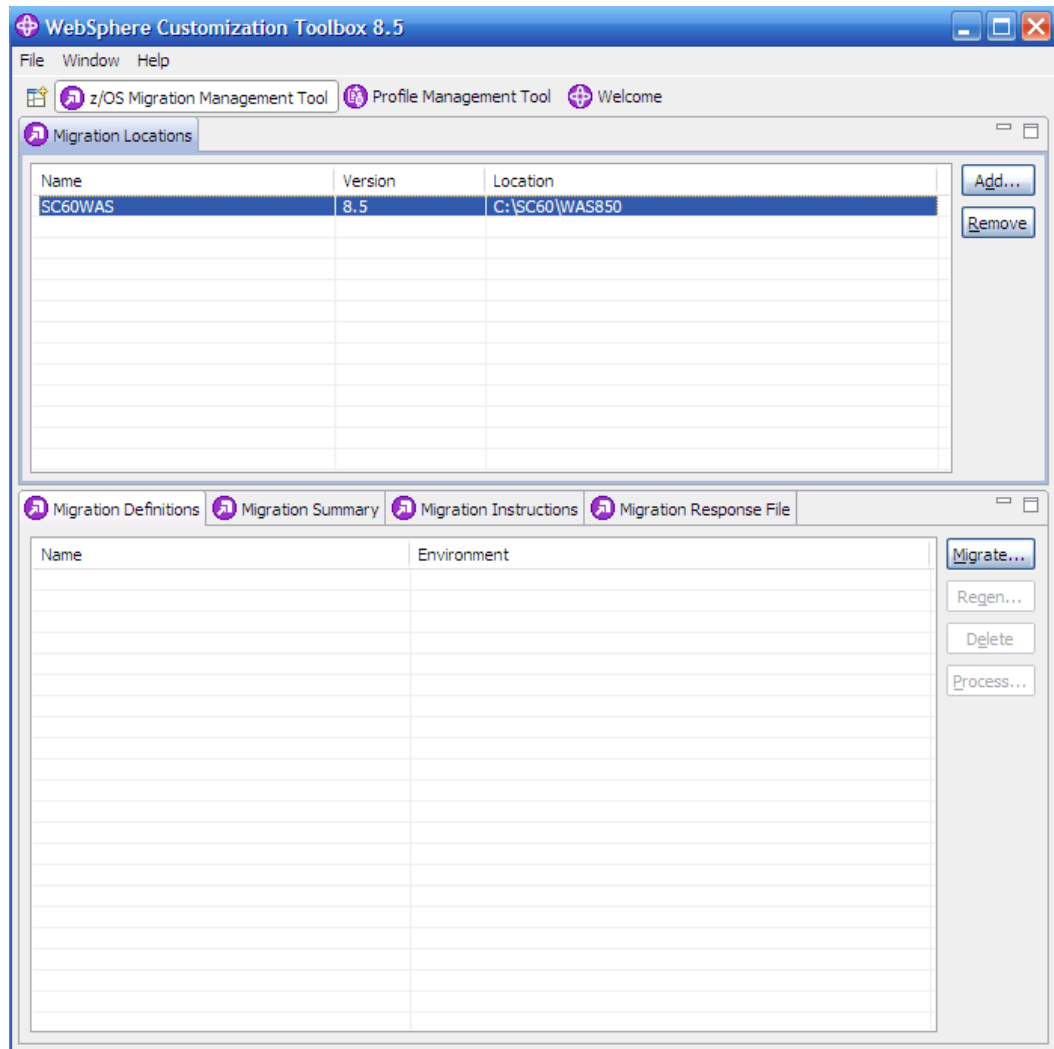 WebSphere Customization Toolbox 8.5
File Window Help
z/OS Migration Management Tool Profile Management Tool Welcome
Migration Locations
Name Version Location Add...
SC60WAS 8.5 C:\SC60\WAS850
Remove
Migration Definitions Migration Summary Migration Instructions Migration Response File
Name Environment Migrate...
Regen...
Delete
Process...